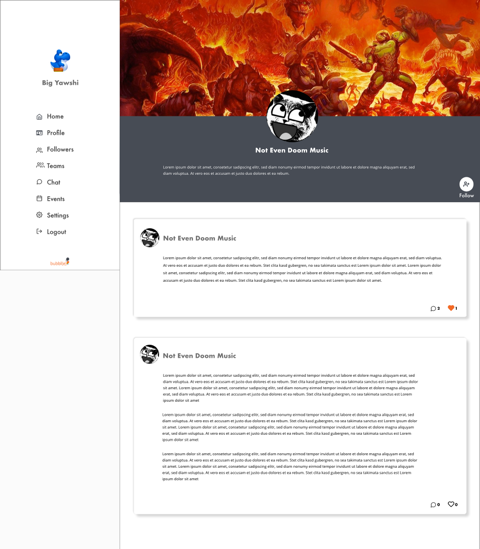 Big Yawshi
Home
Profile
Followers
Teams
Chat
Events
Settings
Logout
Not Even Doom Music
Lorem ipsum dolor sit amet, consetetur sadipscing elitr, sed diam nonumy eirmod tempor invidunt ut labore et dolore magna aliquyam erat, sed
diam voluptua. At vero eos et accusam et justo duo dolores et ea rebum.
Follow
Not Even Doom Music
Lorem ipsum dolor sit amet, consetetur sadipscing elitr, sed diam nonumy eirmod tempor invidunt ut labore et dolore magna aliquyam erat, sed diam voluptua.
At vero eos et accusam et justo duo dolores et ea rebum. Stet clita kasd gubergren, no sea takimata sanctus est Lorem ipsum dolor sit amet. Lorem ipsum dolor
sit amet, consetetur sadipscing elitr, sed diam nonumy eirmod tempor invidunt ut labore et dolore magna aliquyam erat, sed diam voluptua. At vero eos et
accusam et justo duo dolores et ea rebum. Stet clita kasd gubergren, no sea takimata sanctus est Lorem ipsum dolor sit amet.
2
1
Not Even Doom Music
Lorem ipsum dolor sit amet, consetetur sadipscing elitr, sed diam nonumy eirmod tempor invidunt ut labore et dolore magna aliquyam erat,
sed diam voluptua. At vero eos et accusam et justo duo dolores et ea rebum. Stet clita kasd gubergren, no sea takimata sanctus est Lorem
ipsum dolor sit amet. Lorem ipsum dolor sit amet, consetetur sadipscing elitr, sed diam nonumy eirmod tempor invidunt ut labore et dolore
magna aliquyam erat, sed diam voluptua. At vero eos et accusam et justo duo dolores et ea rebum. Stet clita kasd gubergren, no sea takimata
sanctus est Lorem ipsum dolor sit amet.
Lorem ipsum dolor sit amet, consetetur sadipscing elitr, sed diam nonumy eirmod tempor invidunt ut labore et dolore magna aliquyam erat,
sed diam voluptua. At vero eos et accusam et justo duo dolores et ea rebum. Stet clita kasd gubergren, no sea takimata sanctus est Lorem
ipsum dolor sit amet. Lorem ipsum dolor sit amet, consetetur sadipscing elitr, sed diam nonumy eirmod tempor invidunt ut labore et dolore
magna aliquyam erat, sed diam voluptua. At vero eos et accusam et justo duo dolores et ea rebum. Stet clita kasd gubergren, no sea takimata
sanctus est Lorem ipsum dolor sit amet.
Lorem ipsum dolor sit amet, consetetur sadipscing elitr, sed diam nonumy eirmod tempor invidunt ut labore et dolore magna aliquyam erat,
sed diam voluptua. At vero eos et accusam et justo duo dolores et ea rebum. Stet clita kasd gubergren, no sea takimata sanctus est Lorem
ipsum dolor sit amet. Lorem ipsum dolor sit amet, consetetur sadipscing elitr, sed diam nonumy eirmod tempor invidunt ut labore et dolore
magna aliquyam erat, sed diam voluptua. At vero eos et accusam et justo duo dolores et ea rebum. Stet clita kasd gubergren, no sea takimata
sanctus est Lorem ipsum dolor sit amet.
0
0